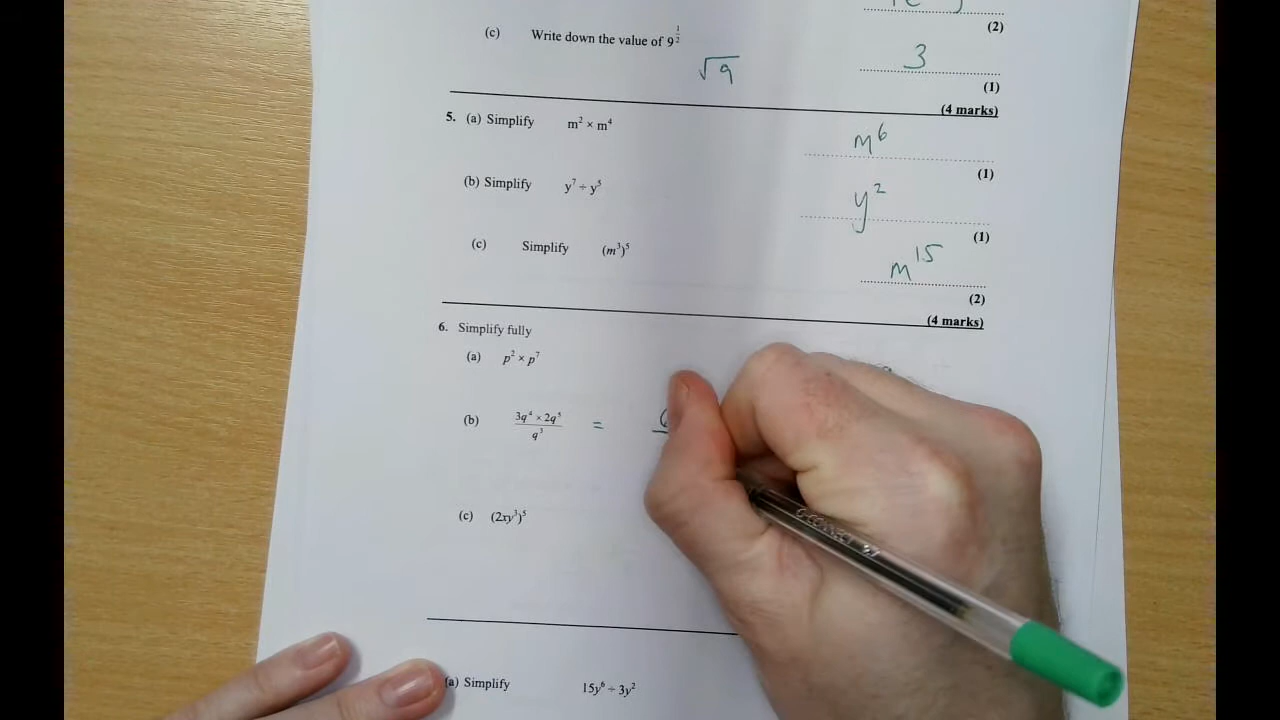 (2)
(c) Write down the value of 9^{1/2}
√9
3
(1)
(4 marks)
5. (a) Simplify m² × m⁴
m⁶
(1)
(b) Simplify y⁷ ÷ y⁵
y²
(1)
(c) Simplify (m³)⁵
m¹⁵
(2)
(4 marks)
6. Simplify fully
(a) p² × p⁷
(b) 3q⁴ × 2q⁵ / q³ =
(c) (2xy³)⁵
Q-CONNECT
(a) Simplify 15y⁶ ÷ 3y²